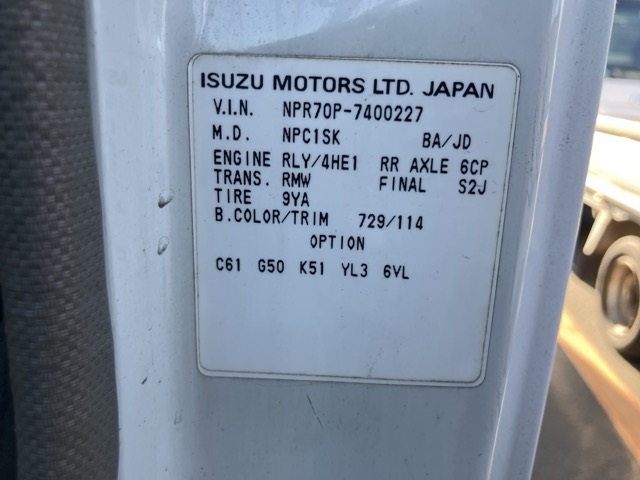 ISUZU MOTORS LTD. JAPAN
V.I.N. NPR70P-7400227
M.D. NPC1SK BA/JD
ENGINE RLY/4HE1 RR AXLE 6CP
TRANS. RMW FINAL S2J
TIRE 9YA
B.COLOR/TRIM 729/114
OPTION
C61 G50 K51 YL3 6VL